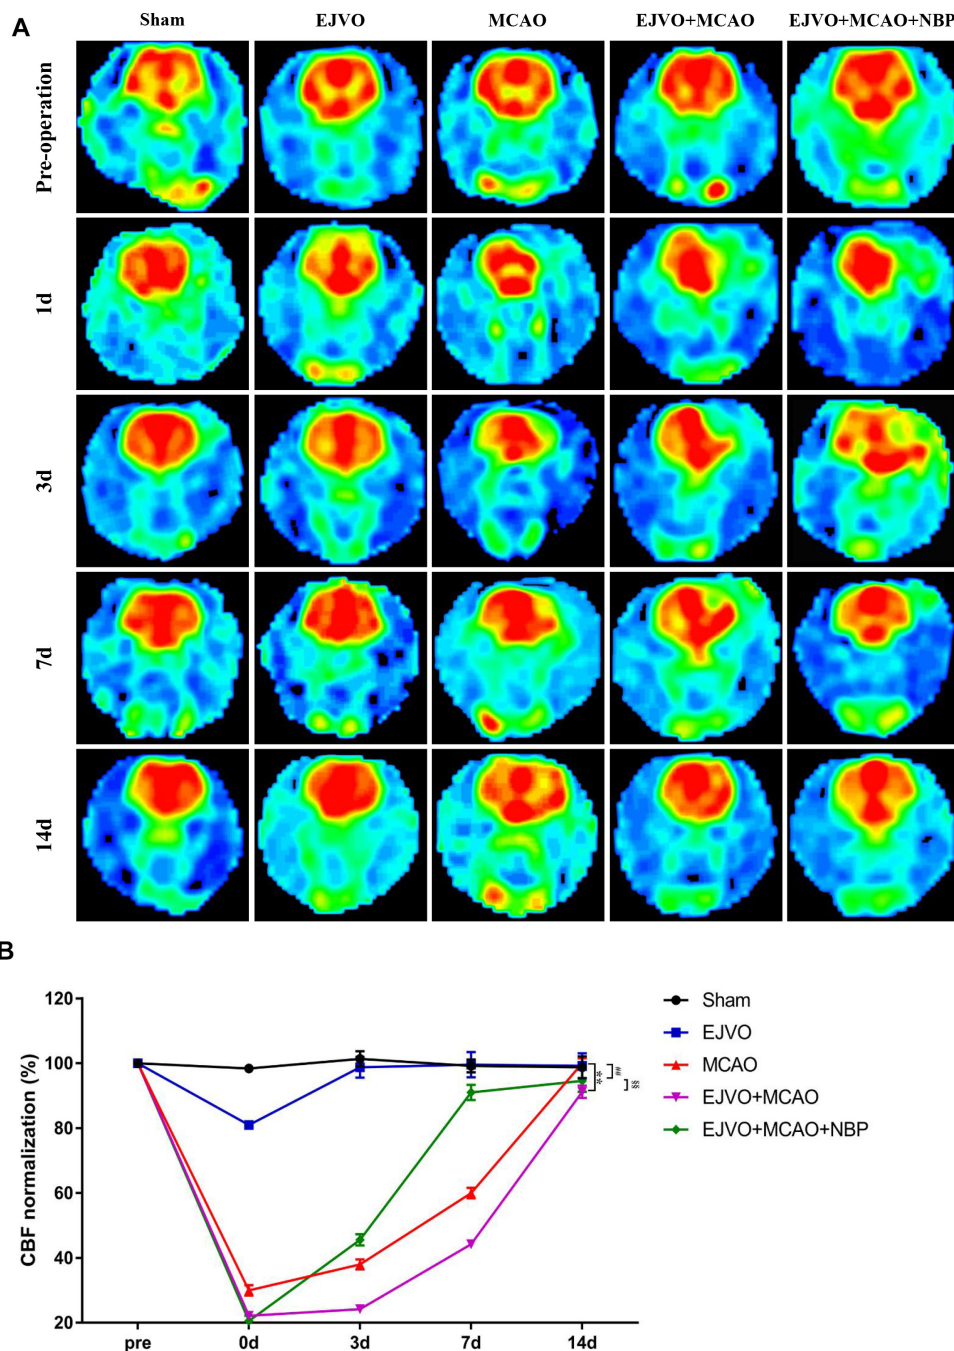 A
Sham EJVO MCAO EJVO+MCAO EJVO+MCAO+NBP
Pre-operation
1d
3d
7d
14d
B
CBF normalization (%)
120
100
80
60
40
20
pre 0d 3d 7d 14d
**
##
§§
Sham
EJVO
MCAO
EJVO+MCAO
EJVO+MCAO+NBP